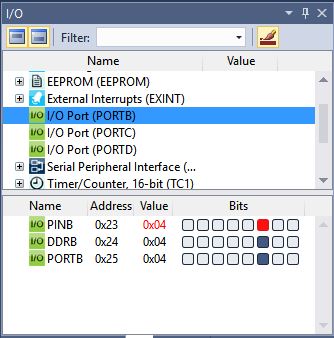 I/O
Filter:
Name Value
EEPROM (EEPROM)
External Interrupts (EXINT)
I/O I/O Port (PORTB)
I/O I/O Port (PORTC)
I/O I/O Port (PORTD)
Serial Peripheral Interface (...
Timer/Counter, 16-bit (TC1)
Name Address Value Bits
I/O PINB 0x23 0x04
I/O DDRB 0x24 0x04
I/O PORTB 0x25 0x04